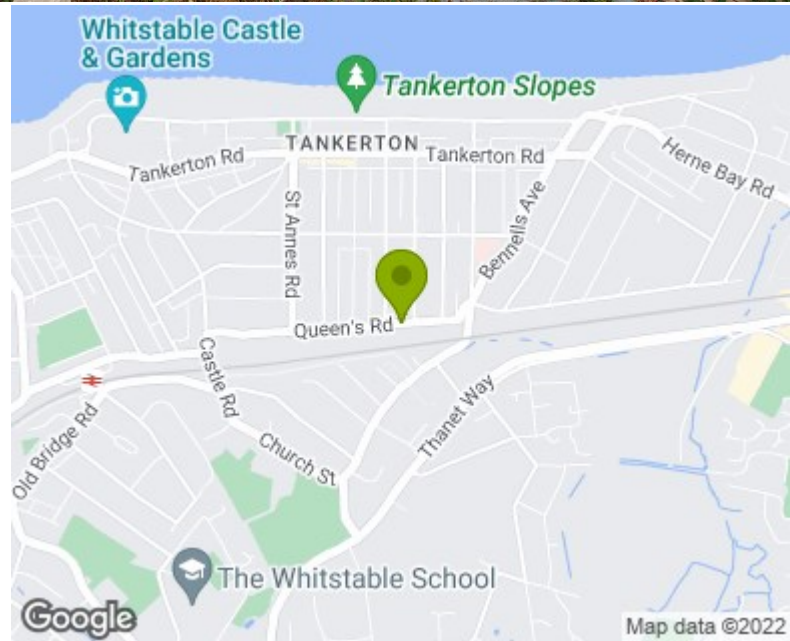 Whitstable Castle
& Gardens
Tankerton Slopes
TANKERTON
Tankerton Rd
Tankerton Rd
Herne Bay Rd
St Annes Rd
Bennells Ave
Queen's Rd
Castle Rd
Thanet Way
Old Bridge Rd
Church St
The Whitstable School
Google
Map data ©2022